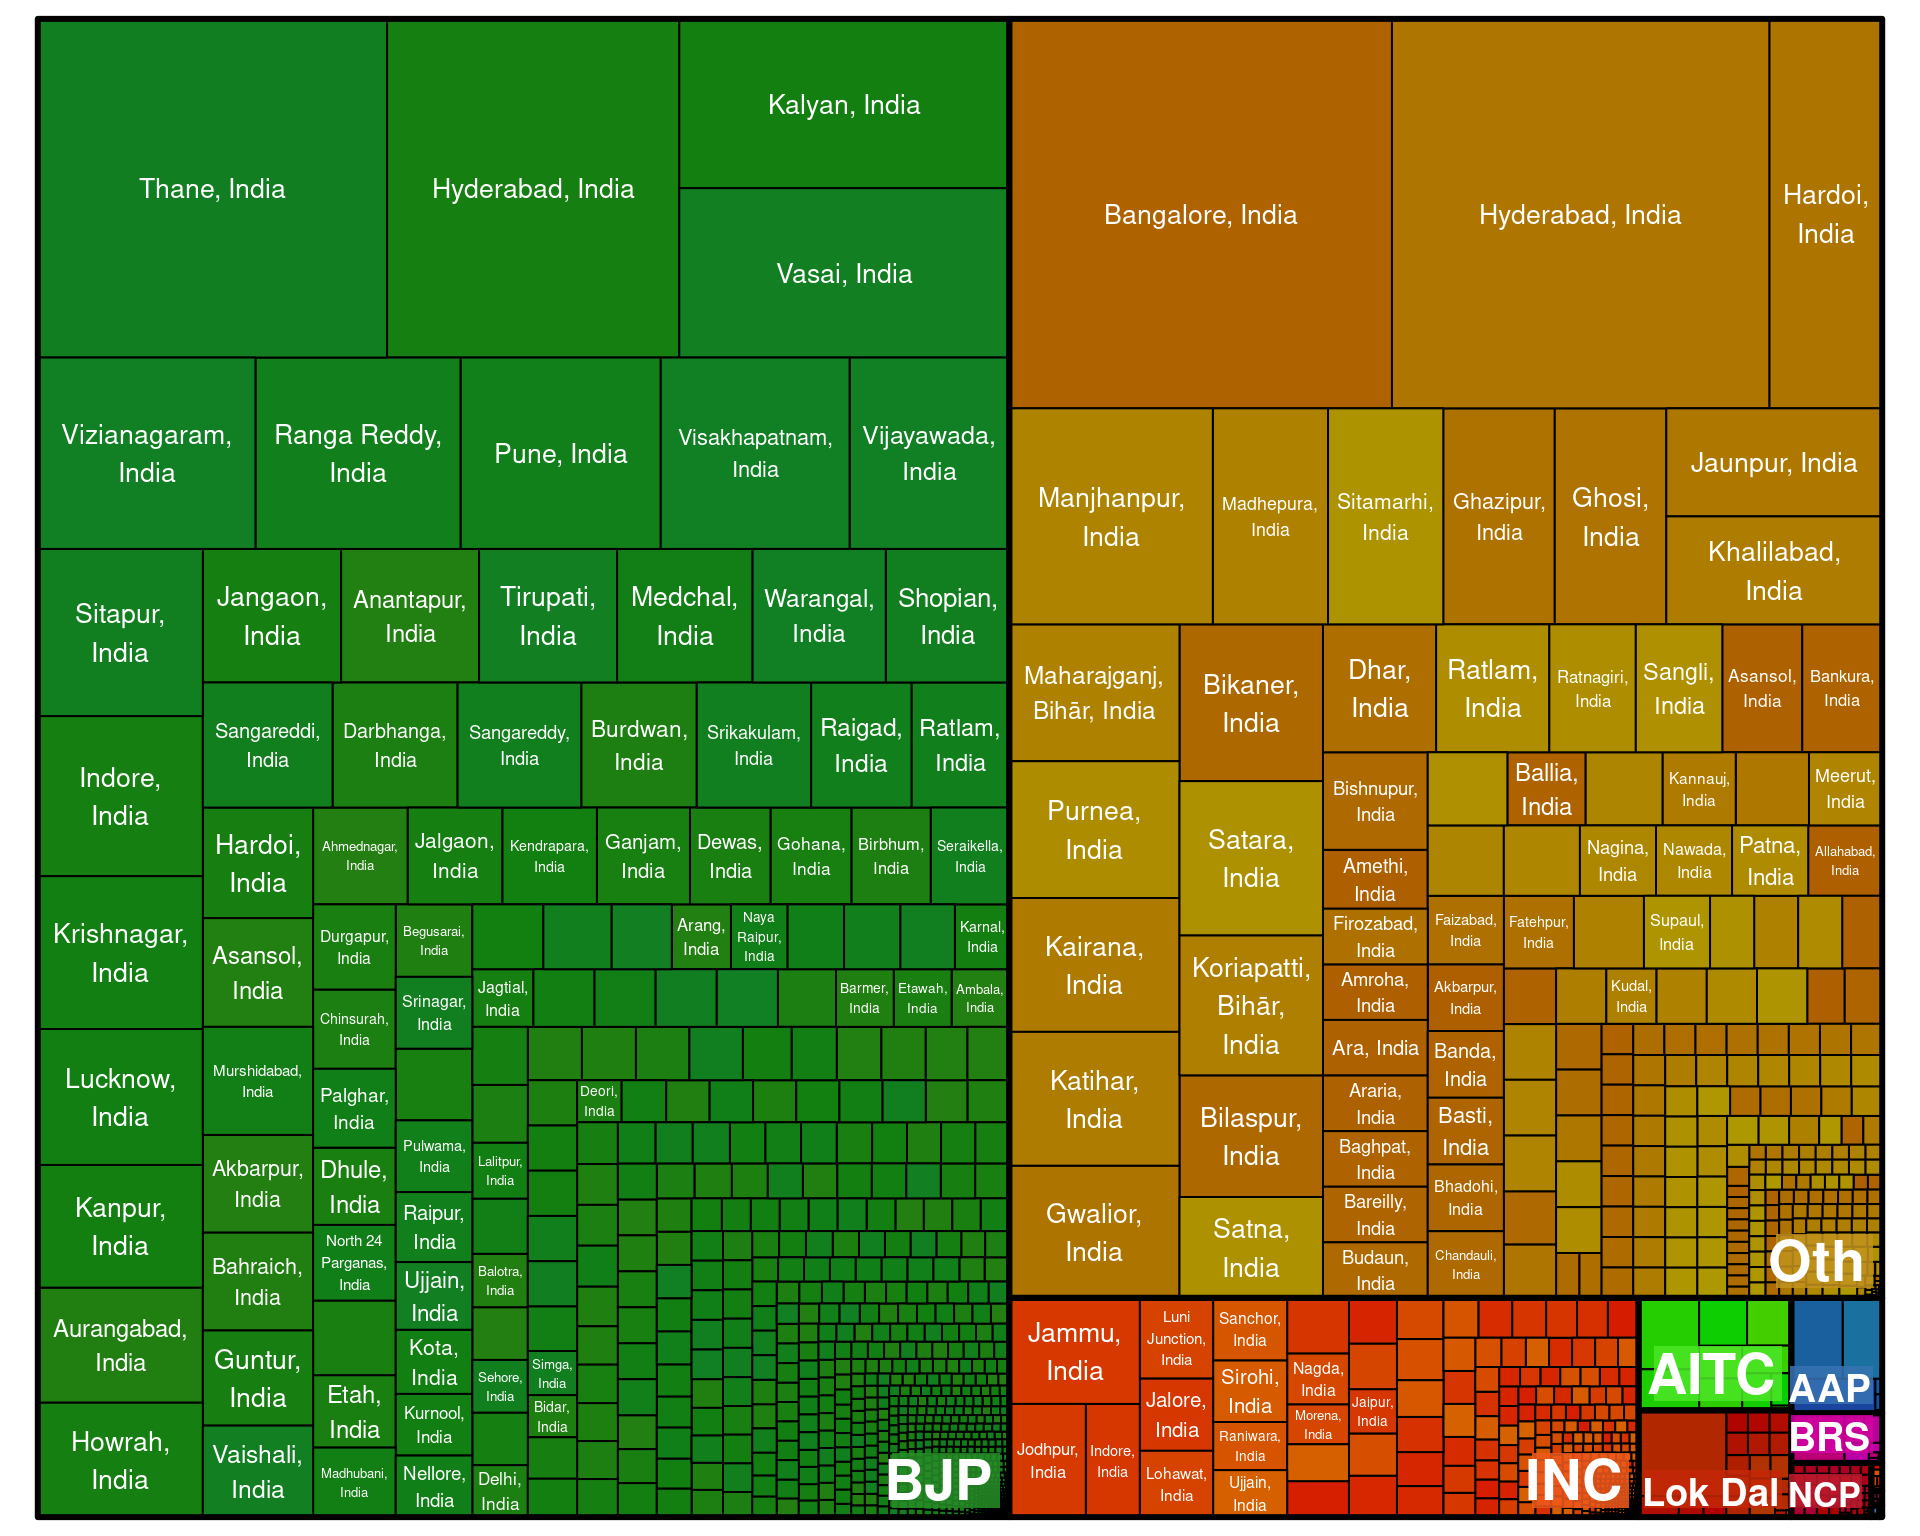 Thane, India
Hyderabad, India
Kalyan, India
Vasai, India
Vizianagaram,
India
Ranga Reddy,
India
Pune, India
Visakhapatnam,
India
Vijayawada,
India
Sitapur,
India
Jangaon,
India
Anantapur,
India
Tirupati,
India
Medchal,
India
Warangal,
India
Shopian,
India
Sangareddi,
India
Darbhanga,
India
Sangareddy,
India
Burdwan,
India
Srikakulam,
India
Raigad,
India
Ratlam,
India
Indore,
India
Hardoi,
India
Ahmednagar,
India
Jalgaon,
India
Kendrapara,
India
Ganjam,
India
Dewas,
India
Gohana,
India
Birbhum,
India
Seraikella,
India
Krishnagar,
India
Asansol,
India
Durgapur,
India
Begusarai,
India
Arang,
India
Naya
Raipur,
India
Karnal,
India
Chinsurah,
India
Srinagar,
India
Jagtial,
India
Barmer,
India
Etawah,
India
Ambala,
India
Lucknow,
India
Murshidabad,
India
Palghar,
India
Deori,
India
Kanpur,
India
Akbarpur,
India
Dhule,
India
Pulwama,
India
Lalitpur,
India
Bahraich,
India
North 24
Parganas,
India
Raipur,
India
Ujjain,
India
Balotra,
India
Aurangabad,
India
Guntur,
India
Etah,
India
Kota,
India
Sehore,
India
Simga,
India
Kurnool,
India
Bidar,
India
Howrah,
India
Vaishali,
India
Madhubani,
India
Nellore,
India
Delhi,
India
BJP
Bangalore, India
Hyderabad, India
Hardoi,
India
Manjhanpur,
India
Madhepura,
India
Sitamarhi,
India
Ghazipur,
India
Ghosi,
India
Jaunpur, India
Khalilabad,
India
Maharajganj,
Bihār, India
Bikaner,
India
Dhar,
India
Ratlam,
India
Ratnagiri,
India
Sangli,
India
Asansol,
India
Bankura,
India
Purnea,
India
Satara,
India
Bishnupur,
India
Ballia,
India
Kannauj,
India
Meerut,
India
Amethi,
India
Nagina,
India
Nawada,
India
Patna,
India
Allahabad,
India
Kairana,
India
Koriapatti,
Bihār,
India
Firozabad,
India
Faizabad,
India
Fatehpur,
India
Supaul,
India
Amroha,
India
Akbarpur,
India
Kudal,
India
Katihar,
India
Bilaspur,
India
Ara, India
Banda,
India
Araria,
India
Basti,
India
Baghpat,
India
Gwalior,
India
Satna,
India
Bareilly,
India
Bhadohi,
India
Budaun,
India
Chandauli,
India
Oth
Jammu,
India
Luni
Junction,
India
Sanchor,
India
Nagda,
India
Sirohi,
India
Jalore,
India
Jaipur,
India
Morena,
India
Jodhpur,
India
Indore,
India
Raniwara,
India
Lohawat,
India
Ujjain,
India
INC
AITC
AAP
Lok Dal
BRS
NCP